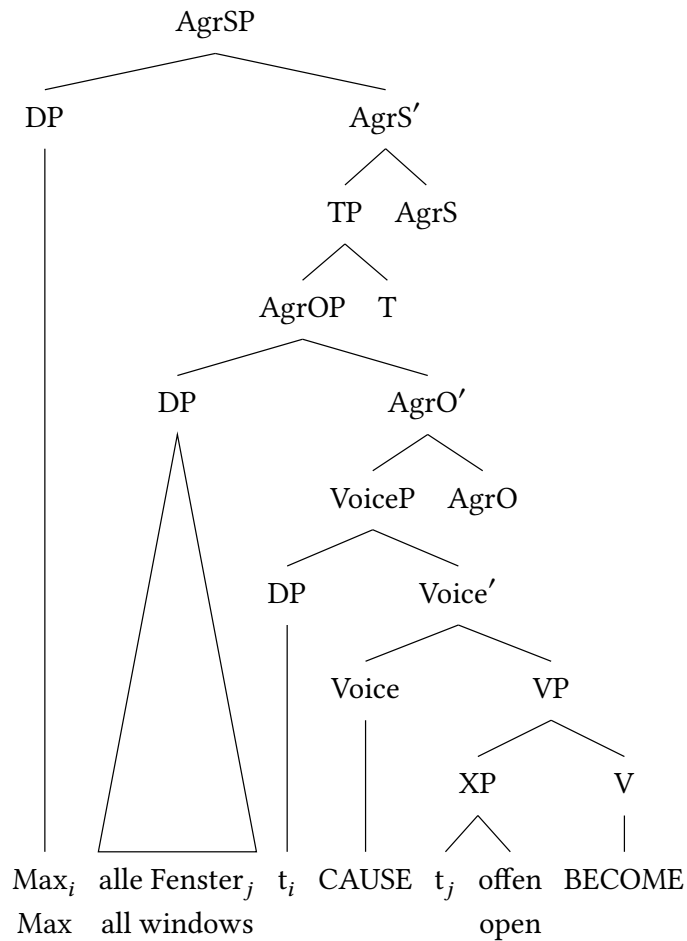 AgrSP
DP AgrS′
TP AgrS
AgrOP T
DP AgrO′
VoiceP AgrO
DP Voice′
Voice VP
XP V
Maxᵢ alle Fensterⱼ tᵢ CAUSE tⱼ offen BECOME
Max all windows open